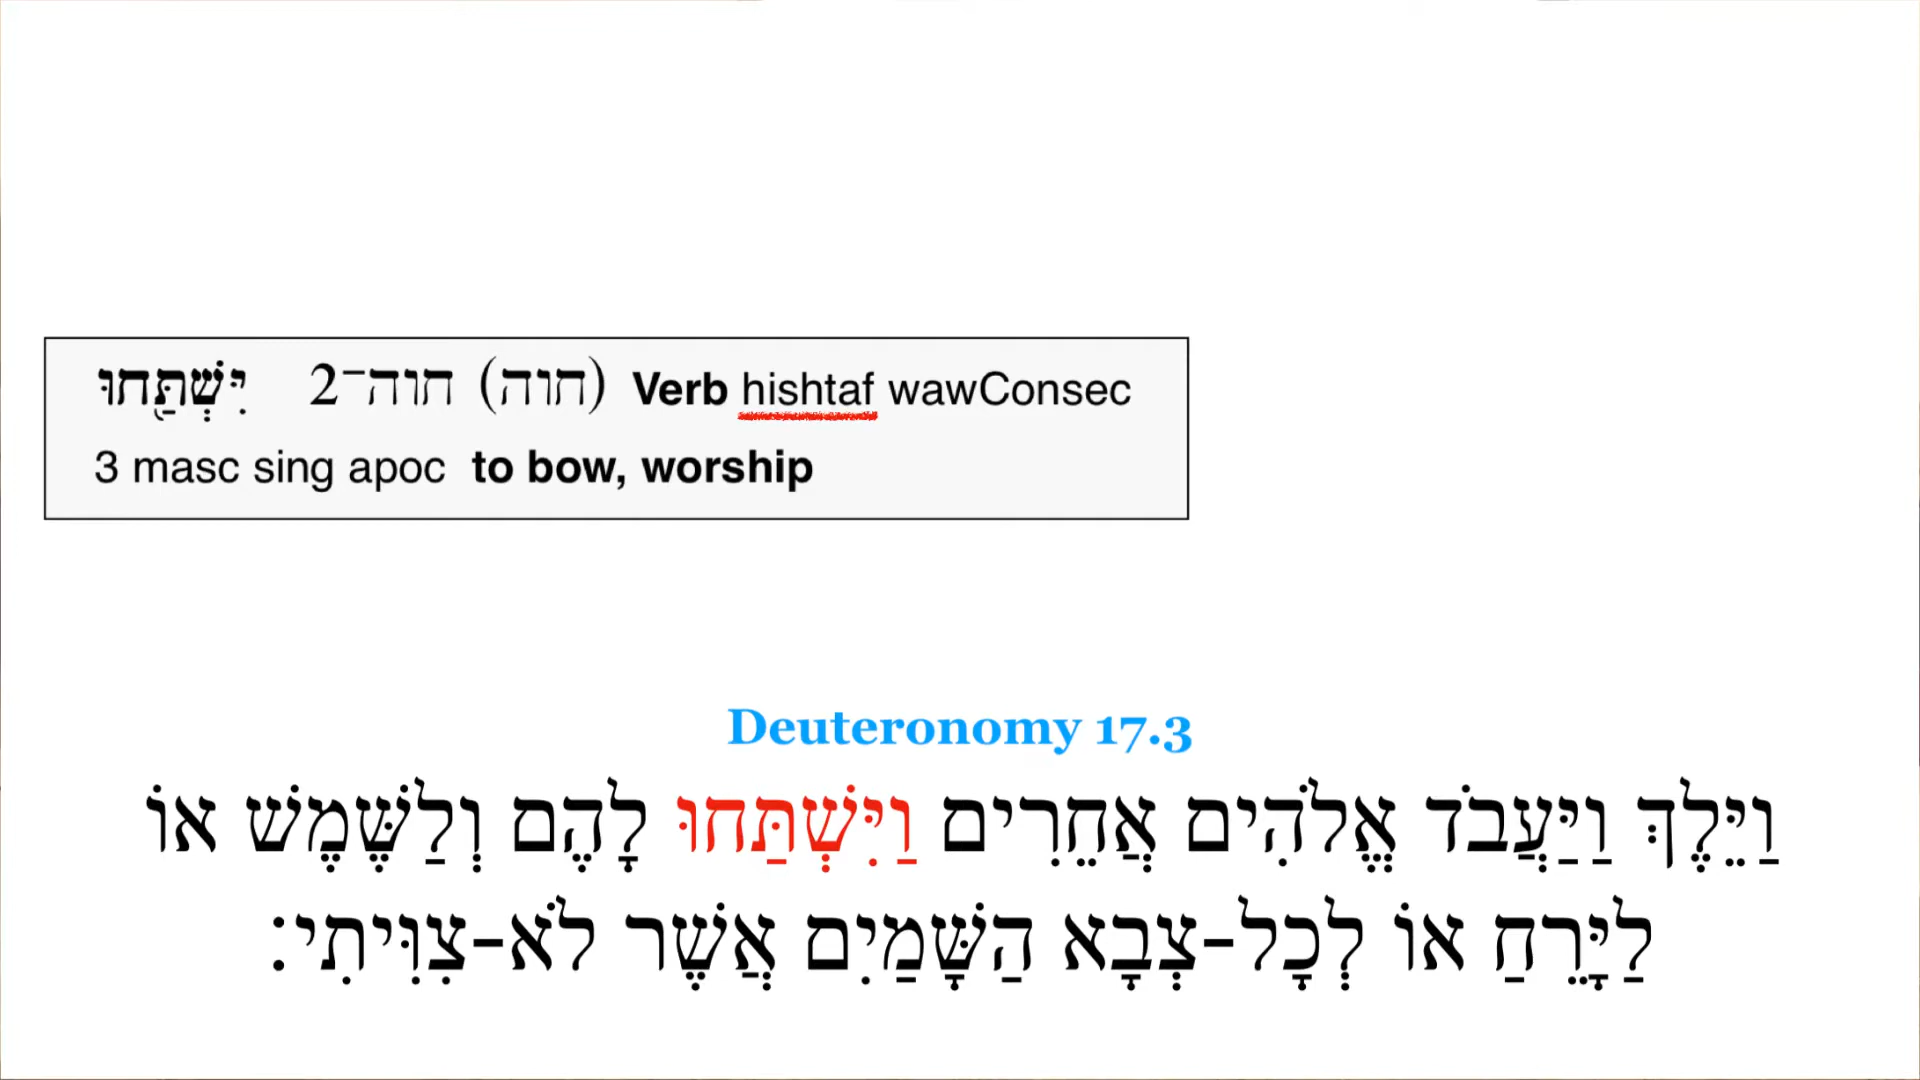 יִּשְׁתַּ֖חוּ (חוה) חוה־2 Verb hishtaf wawConsec
3 masc sing apoc to bow, worship
Deuteronomy 17.3
וַיֵּלֶךְ וַיַּעֲבֹד אֱלֹהִים אֲחֵרִים וַיִּשְׁתַּחוּ לָהֶם וְלַשֶּׁמֶשׁ אוֹ
לַיָּרֵחַ אוֹ לְכָל-צְבָא הַשָּׁמַיִם אֲשֶׁר לֹא-צִוִּיתִי׃